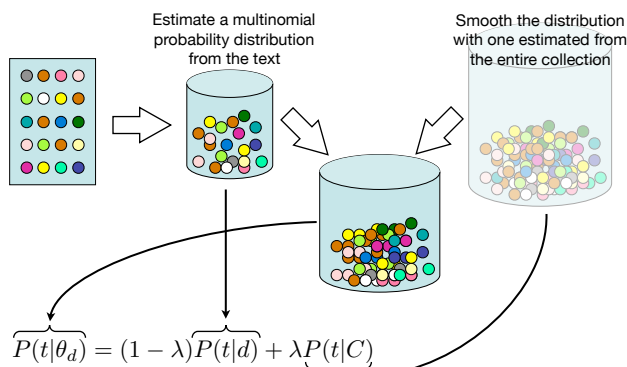 Estimate a multinomial
probability distribution
from the text
Smooth the distribution
with one estimated from
the entire collection
P(t|θ_d) = (1 − λ)P(t|d) + λP(t|C)